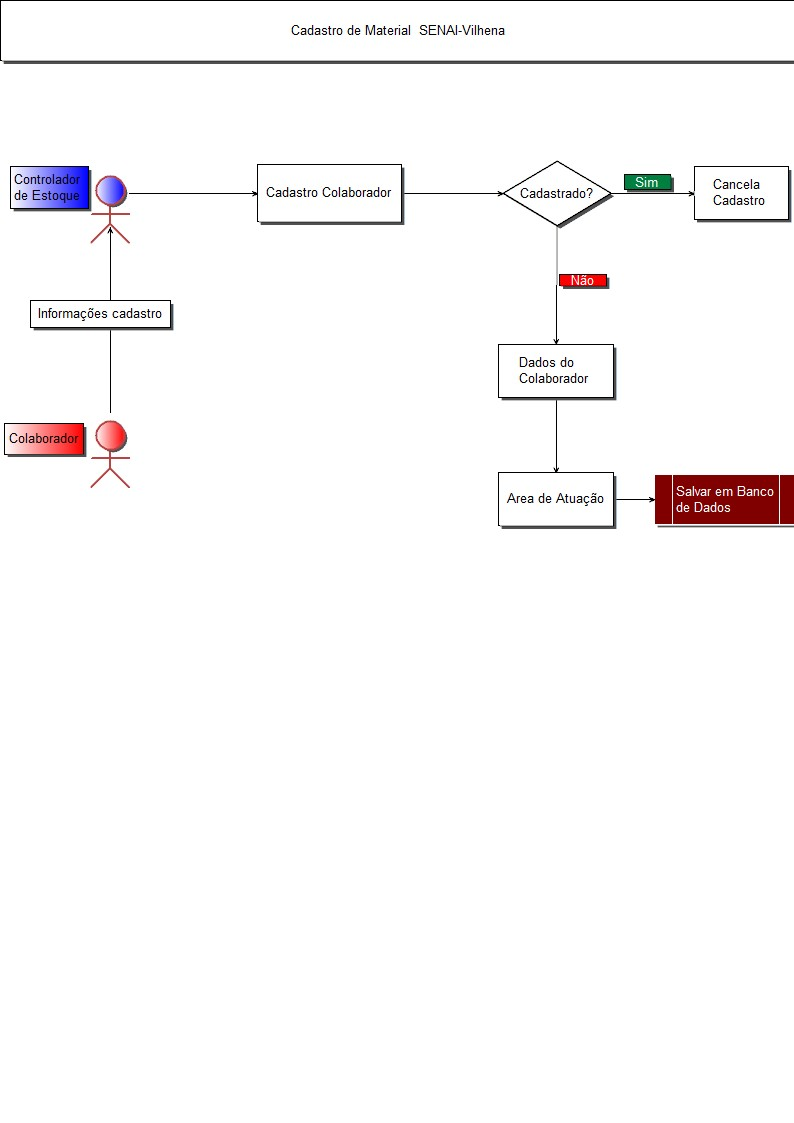 Cadastro de Material  SENAI-Vilhena
Controlador
de Estoque
Cadastro Colaborador
Cadastrado?
Sim
Cancela
Cadastro
Não
Informações cadastro
Dados do
Colaborador
Colaborador
Area de Atuação
Salvar em Banco
de Dados